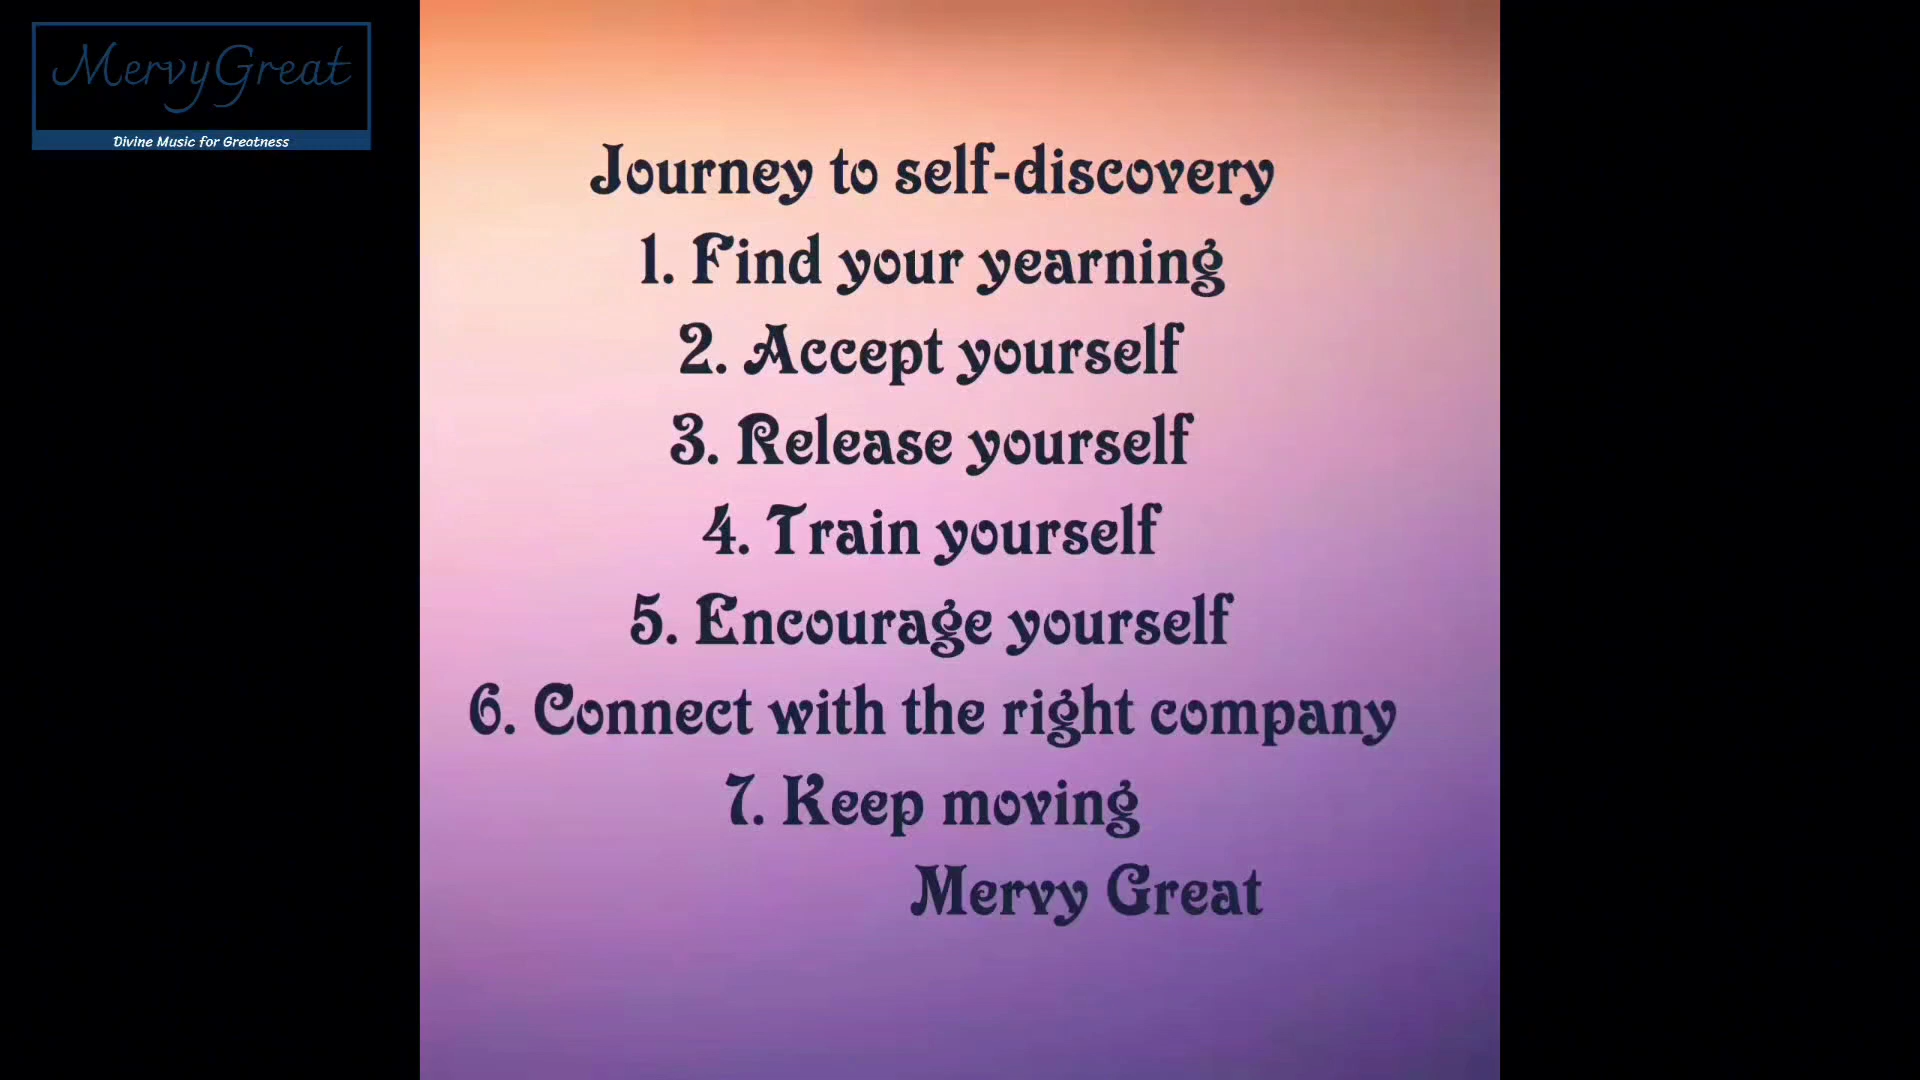 MervyGreat
Divine Music for Greatness
Journey to self-discovery
1. Find your yearning
2. Accept yourself
3. Release yourself
4. Train yourself
5. Encourage yourself
6. Connect with the right company
7. Keep moving
Mervy Great